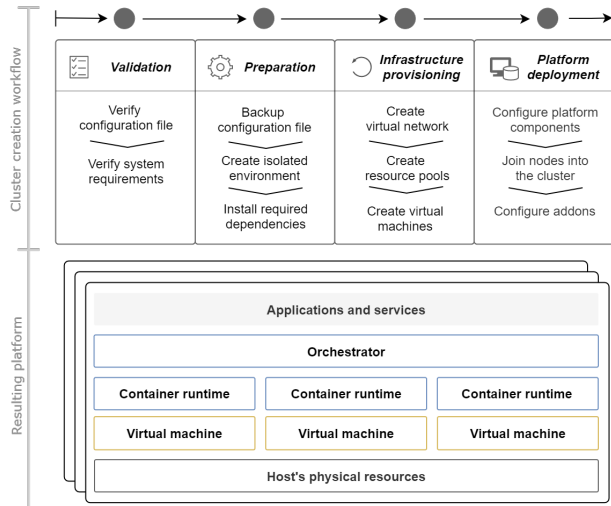 Cluster creation workflow
Validation
Verify
configuration file
Verify system
requirements
Preparation
Backup
configuration file
Create isolated
environment
Install required
dependencies
Infrastructure
provisioning
Create
virtual network
Create
resource pools
Create virtual
machines
Platform
deployment
Configure platform
components
Join nodes into
the cluster
Configure addons
Resulting platform
Applications and services
Orchestrator
Container runtime
Container runtime
Container runtime
Virtual machine
Virtual machine
Virtual machine
Host's physical resources